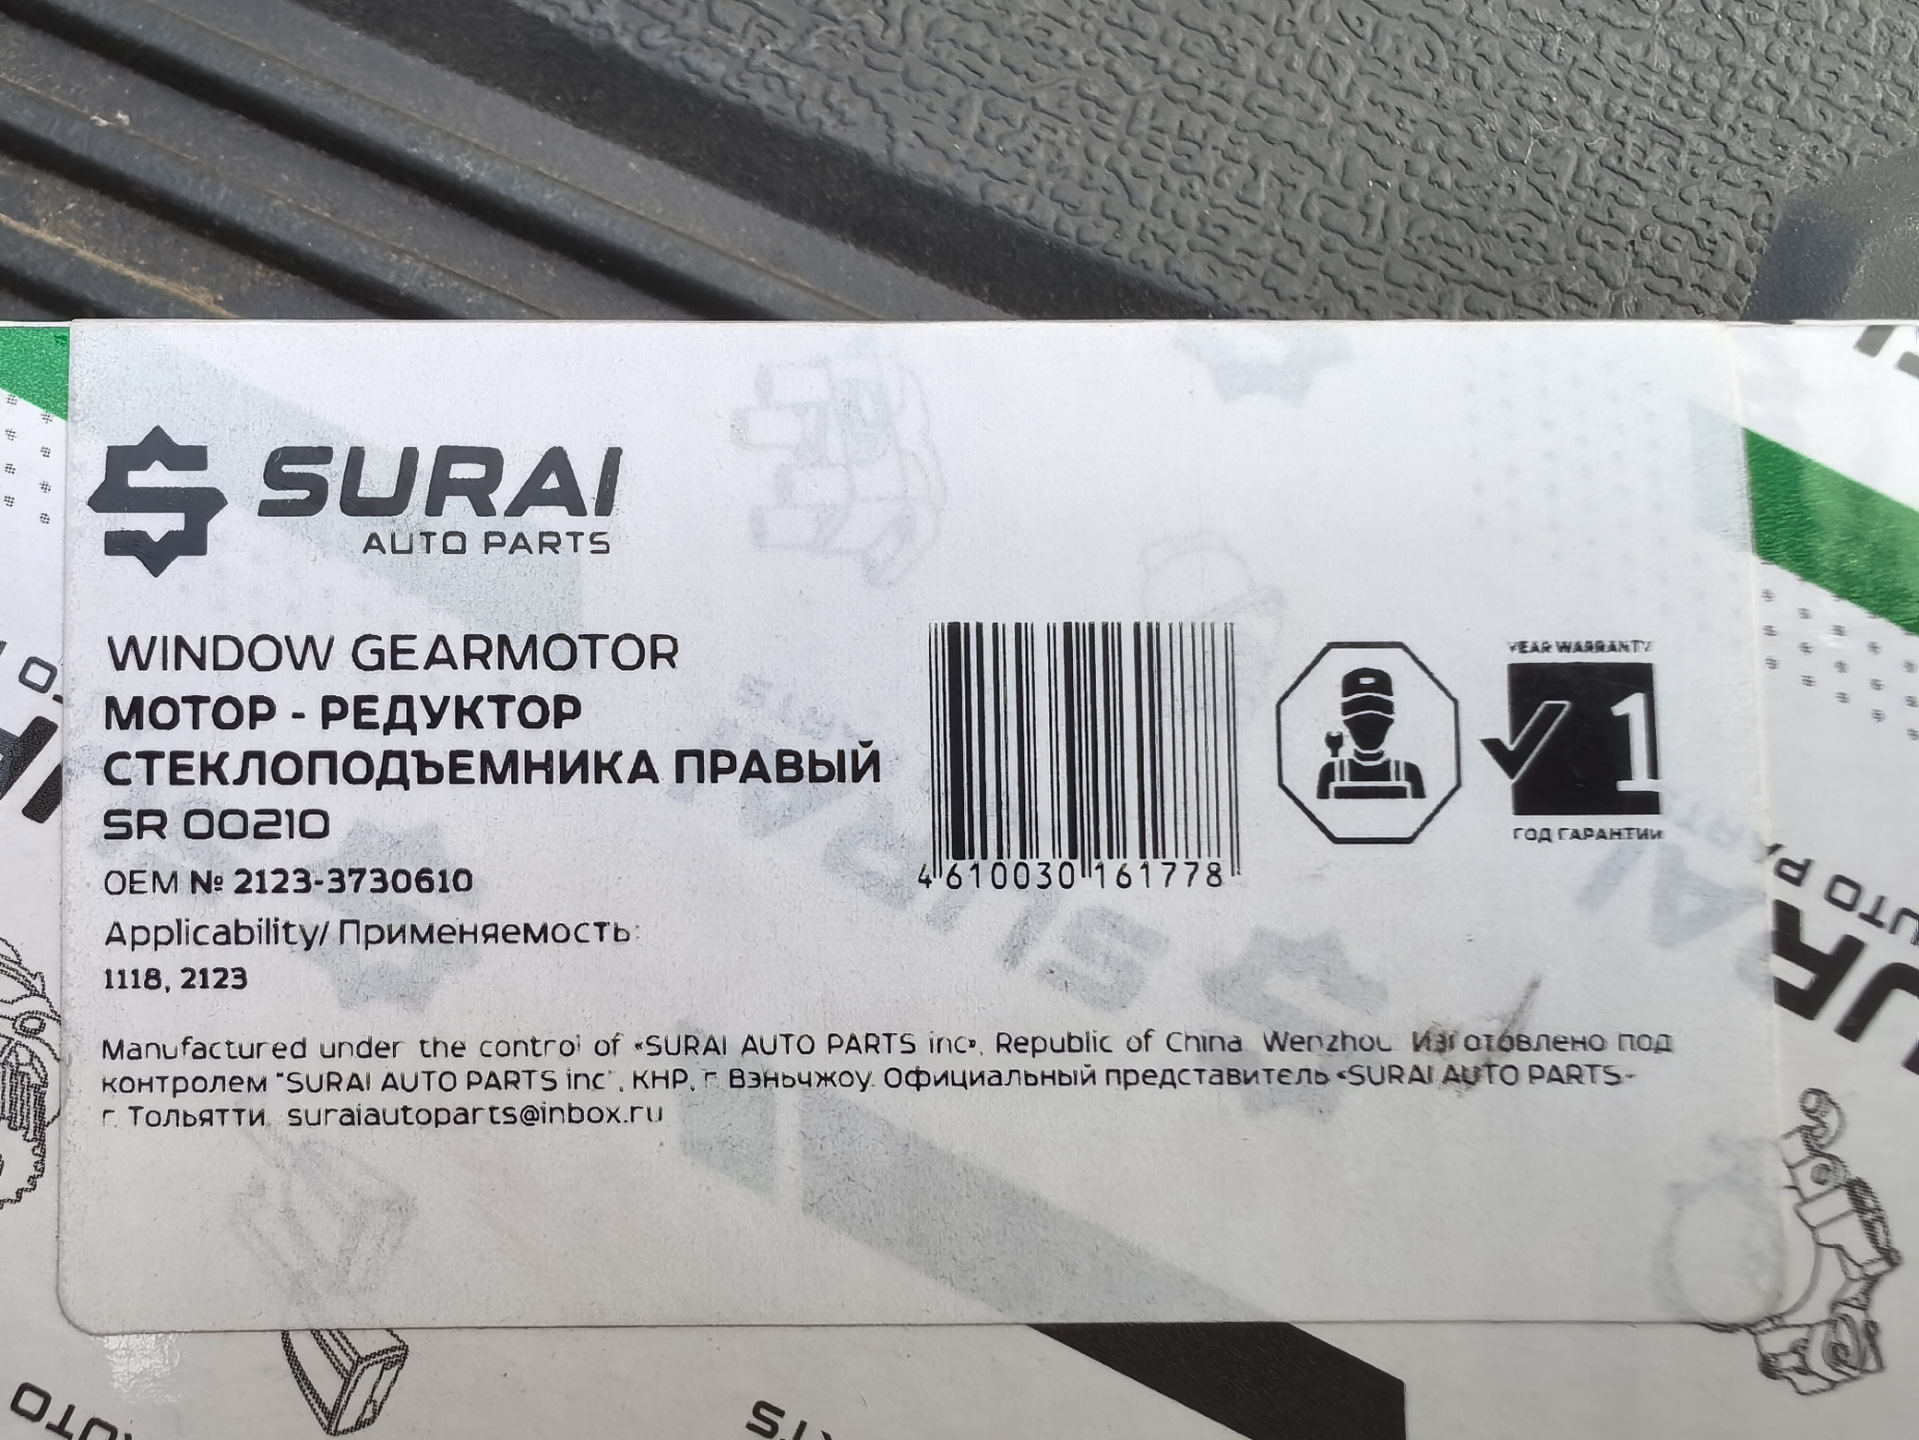 SURAI
AUTO PARTS
WINDOW GEARMOTOR
МОТОР - РЕДУКТОР
СТЕКЛОПОДЪЕМНИКА ПРАВЫЙ
SR 00210
OEM № 2123-3730610
Applicability/ Применяемость:
1118, 2123
4 610030 161778
YEAR WARRANTY
1
ГОД ГАРАНТИИ
Manufactured under the control of «SURAI AUTO PARTS inc», Republic of China Wenzhou Изготовлено под
контролем "SURAI AUTO PARTS inc", КНР, г. Вэньчжоу. Официальный представитель «SURAI AUTO PARTS»
г. Тольятти, suraiautoparts@inbox.ru